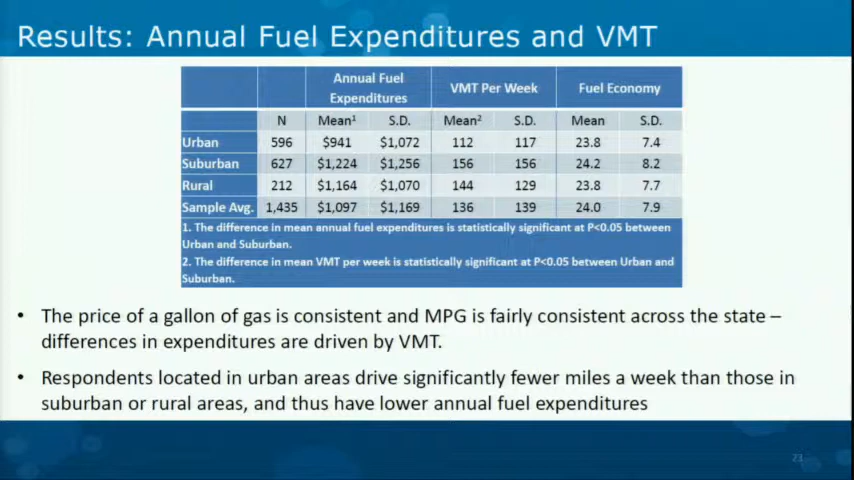 Results: Annual Fuel Expenditures and VMT
Annual Fuel Expenditures VMT Per Week Fuel Economy
N Mean¹ S.D. Mean² S.D. Mean S.D.
Urban 596 $941 $1,072 112 117 23.8 7.4
Suburban 627 $1,224 $1,256 156 156 24.2 8.2
Rural 212 $1,164 $1,070 144 129 23.8 7.7
Sample Avg. 1,435 $1,097 $1,169 136 139 24.0 7.9
1. The difference in mean annual fuel expenditures is statistically significant at P<0.05 between
Urban and Suburban.
2. The difference in mean VMT per week is statistically significant at P<0.05 between Urban and
Suburban.
• The price of a gallon of gas is consistent and MPG is fairly consistent across the state –
differences in expenditures are driven by VMT.
• Respondents located in urban areas drive significantly fewer miles a week than those in
suburban or rural areas, and thus have lower annual fuel expenditures
23